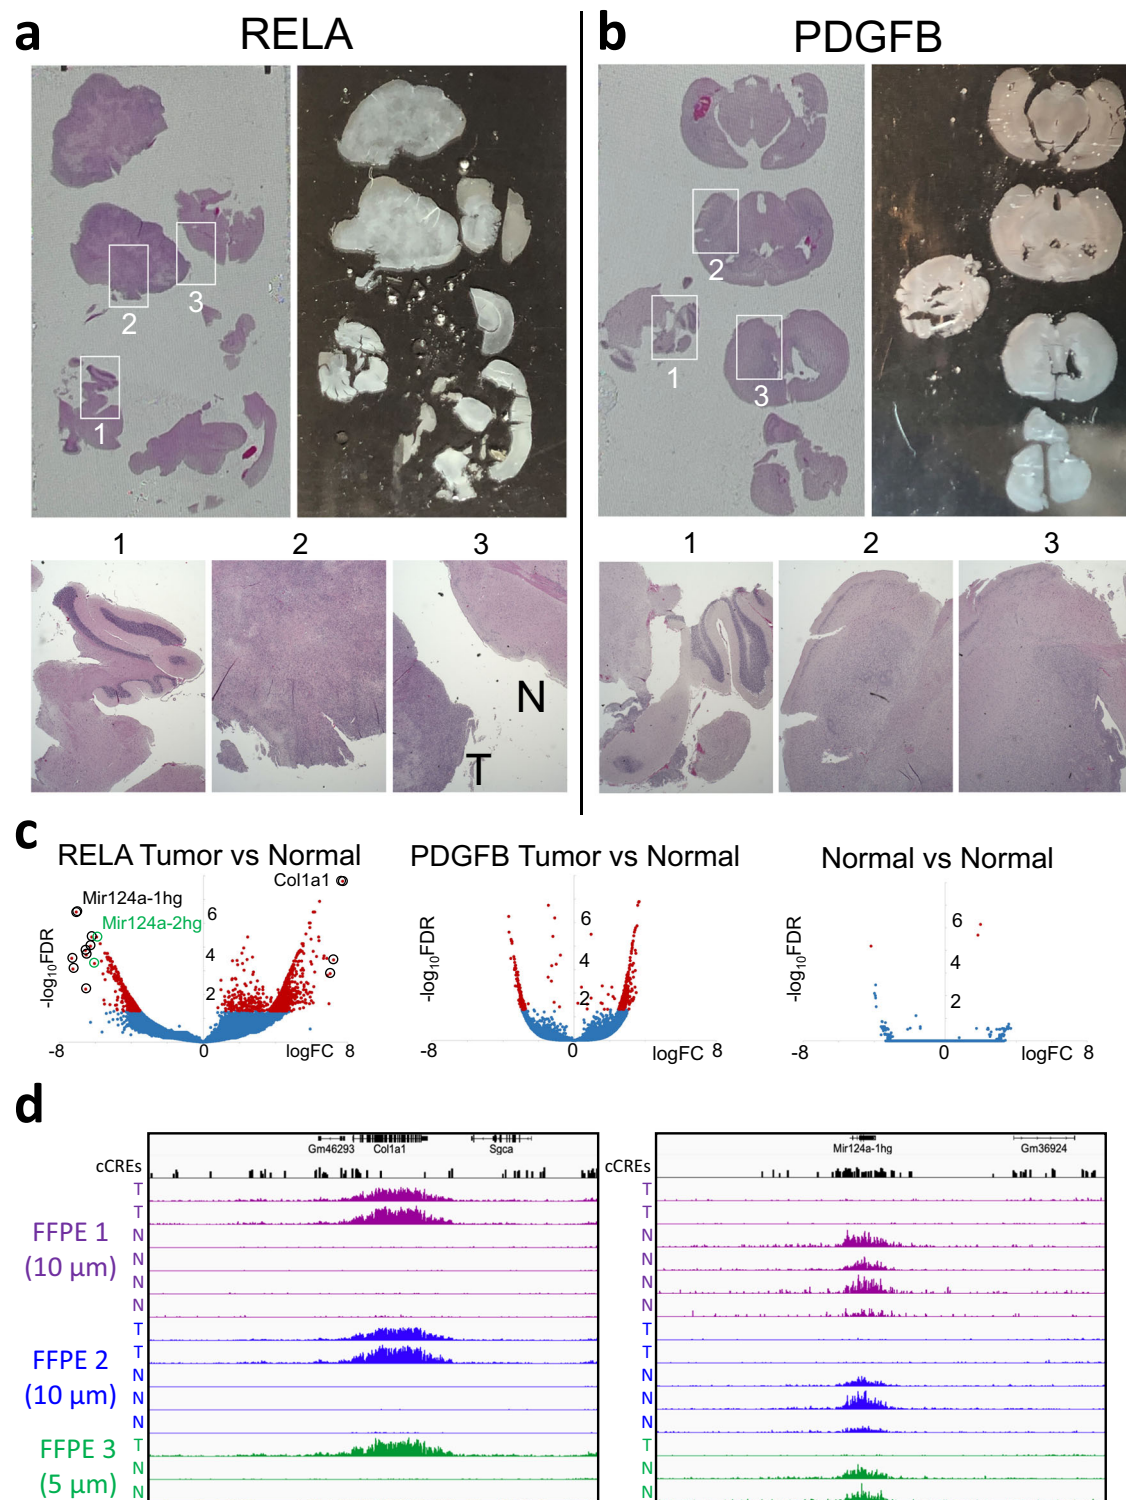 a
RELA
b
PDGFB
2
3
1
2
1
3
1
2
3
N
T
1
2
3
c
RELA Tumor vs Normal
PDGFB Tumor vs Normal
Normal vs Normal
Col1a1
Mir124a-1hg
Mir124a-2hg
-log10FDR
6
4
2
-8
0
logFC
8
-log10FDR
6
4
2
-8
0
logFC
8
-log10FDR
6
4
2
-8
0
logFC
8
d
Gm46293
Col1a1
Sgca
cCREs
FFPE 1
(10 µm)
T
T
N
N
N
N
FFPE 2
(10 µm)
T
T
N
N
N
FFPE 3
(5 µm)
T
N
N
Mir124a-1hg
Gm36924
cCREs
T
T
N
N
N
N
T
T
N
N
N
T
N
N